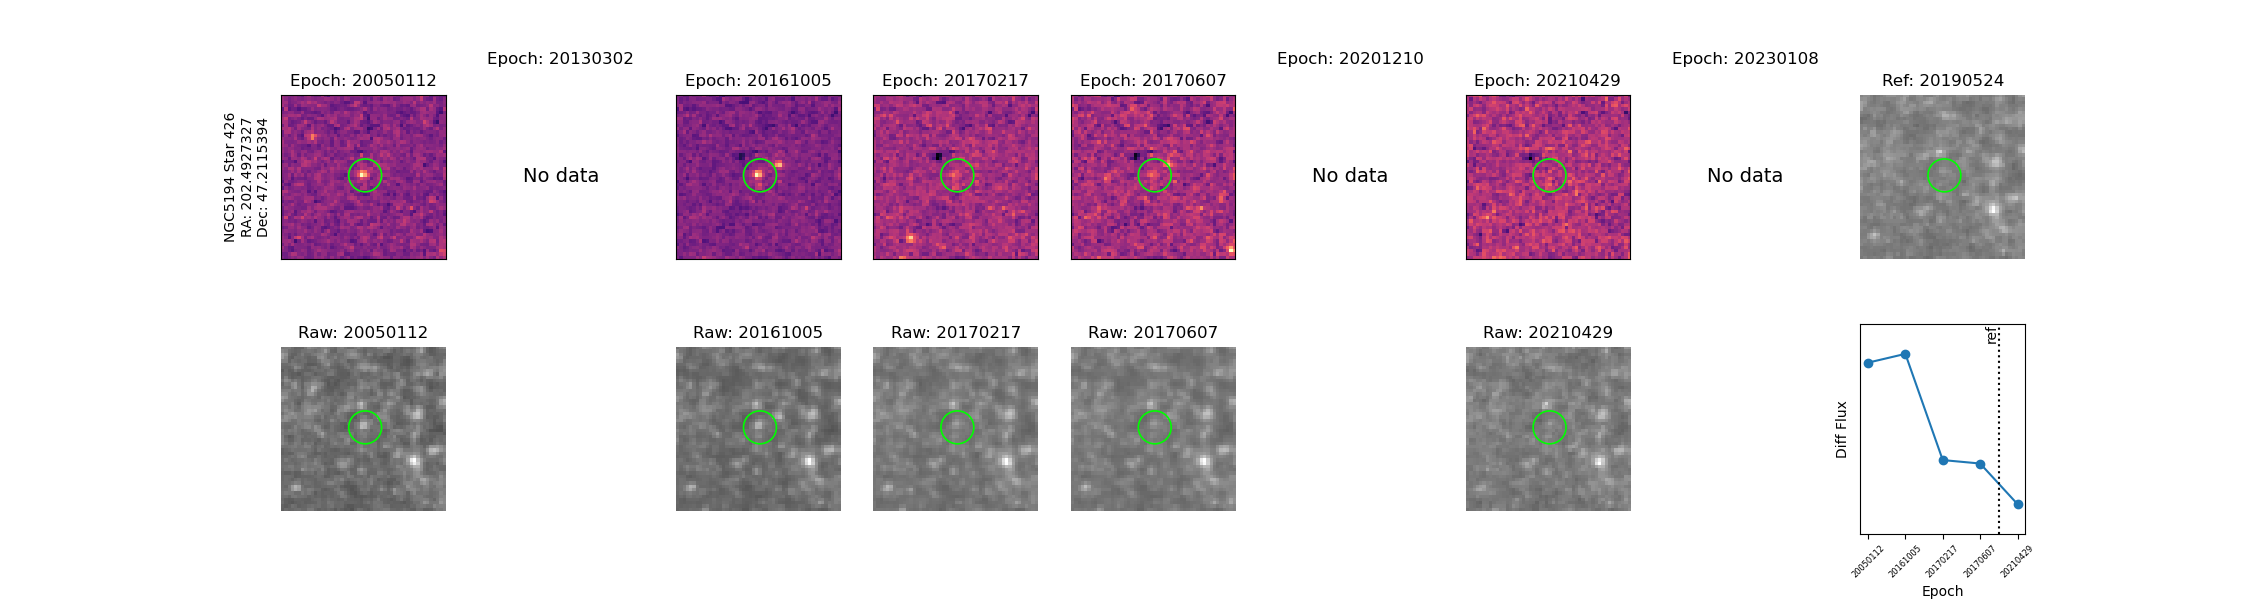 Epoch: 20130302
Epoch: 20201210
Epoch: 20230108
Epoch: 20050112
Epoch: 20161005
Epoch: 20170217
Epoch: 20170607
Epoch: 20210429
Ref: 20190524
NGC5194 Star 426
RA: 202.4927327
Dec: 47.2115394
No data
No data
No data
Raw: 20050112
Raw: 20161005
Raw: 20170217
Raw: 20170607
Raw: 20210429
ref
Diff Flux
20050112
20161005
20170217
20170607
20210429
Epoch